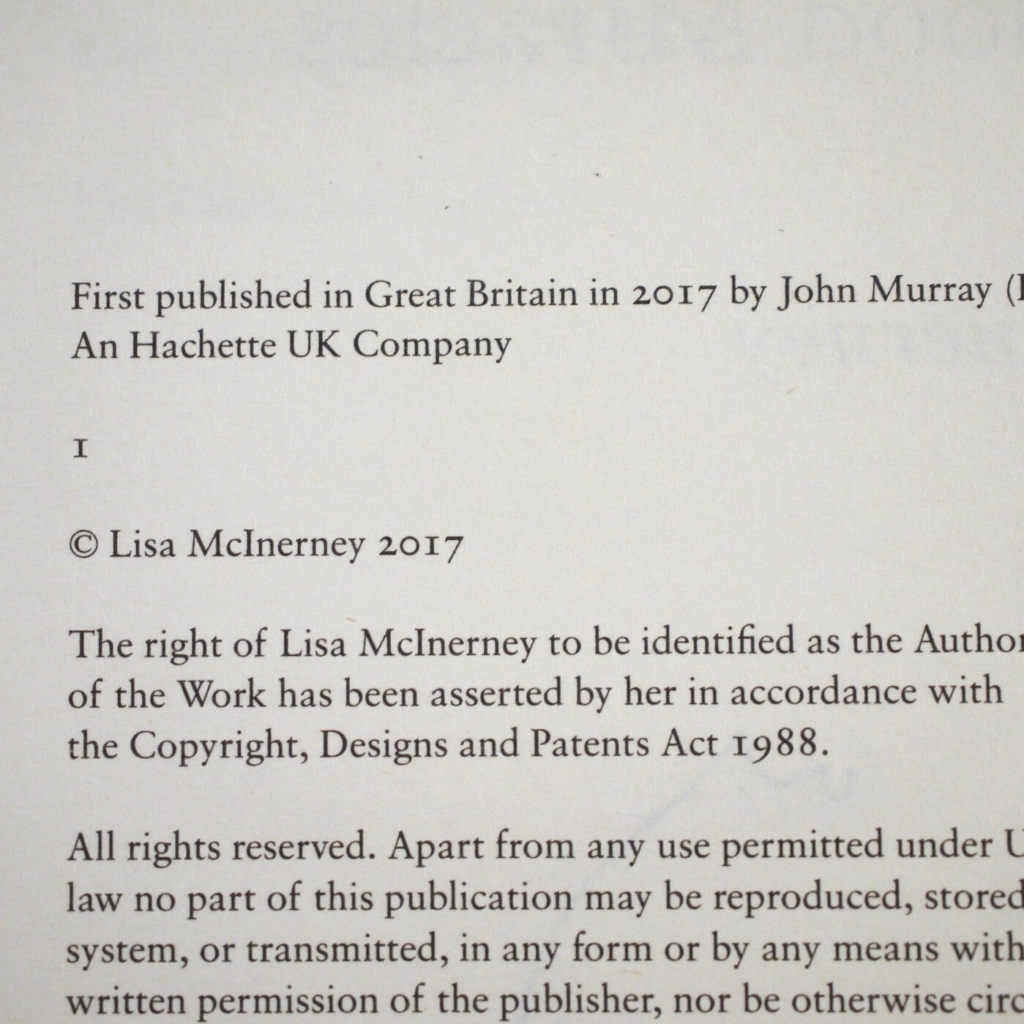 First published in Great Britain in 2017 by John Murray (
An Hachette UK Company
1
© Lisa McInerney 2017
The right of Lisa McInerney to be identified as the Author
of the Work has been asserted by her in accordance with
the Copyright, Designs and Patents Act 1988.
All rights reserved. Apart from any use permitted under U
law no part of this publication may be reproduced, stored
system, or transmitted, in any form or by any means with
written permission of the publisher, nor be otherwise circ